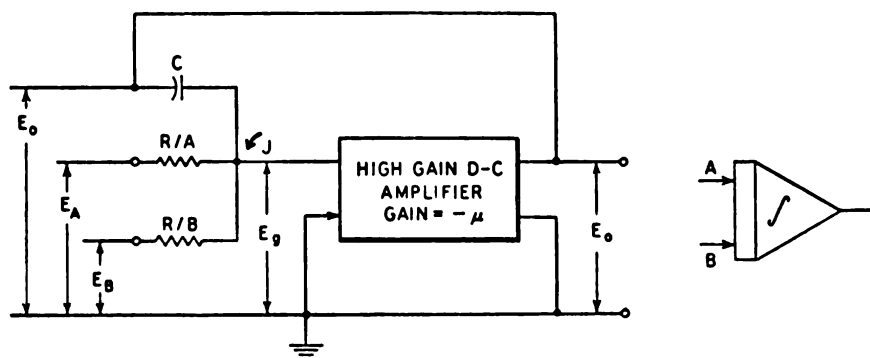 C
E₀
R/A
J
HIGH GAIN D-C
AMPLIFIER
GAIN = -μ
A
∫
E_A
R/B
E_g
E₀
B
E_B